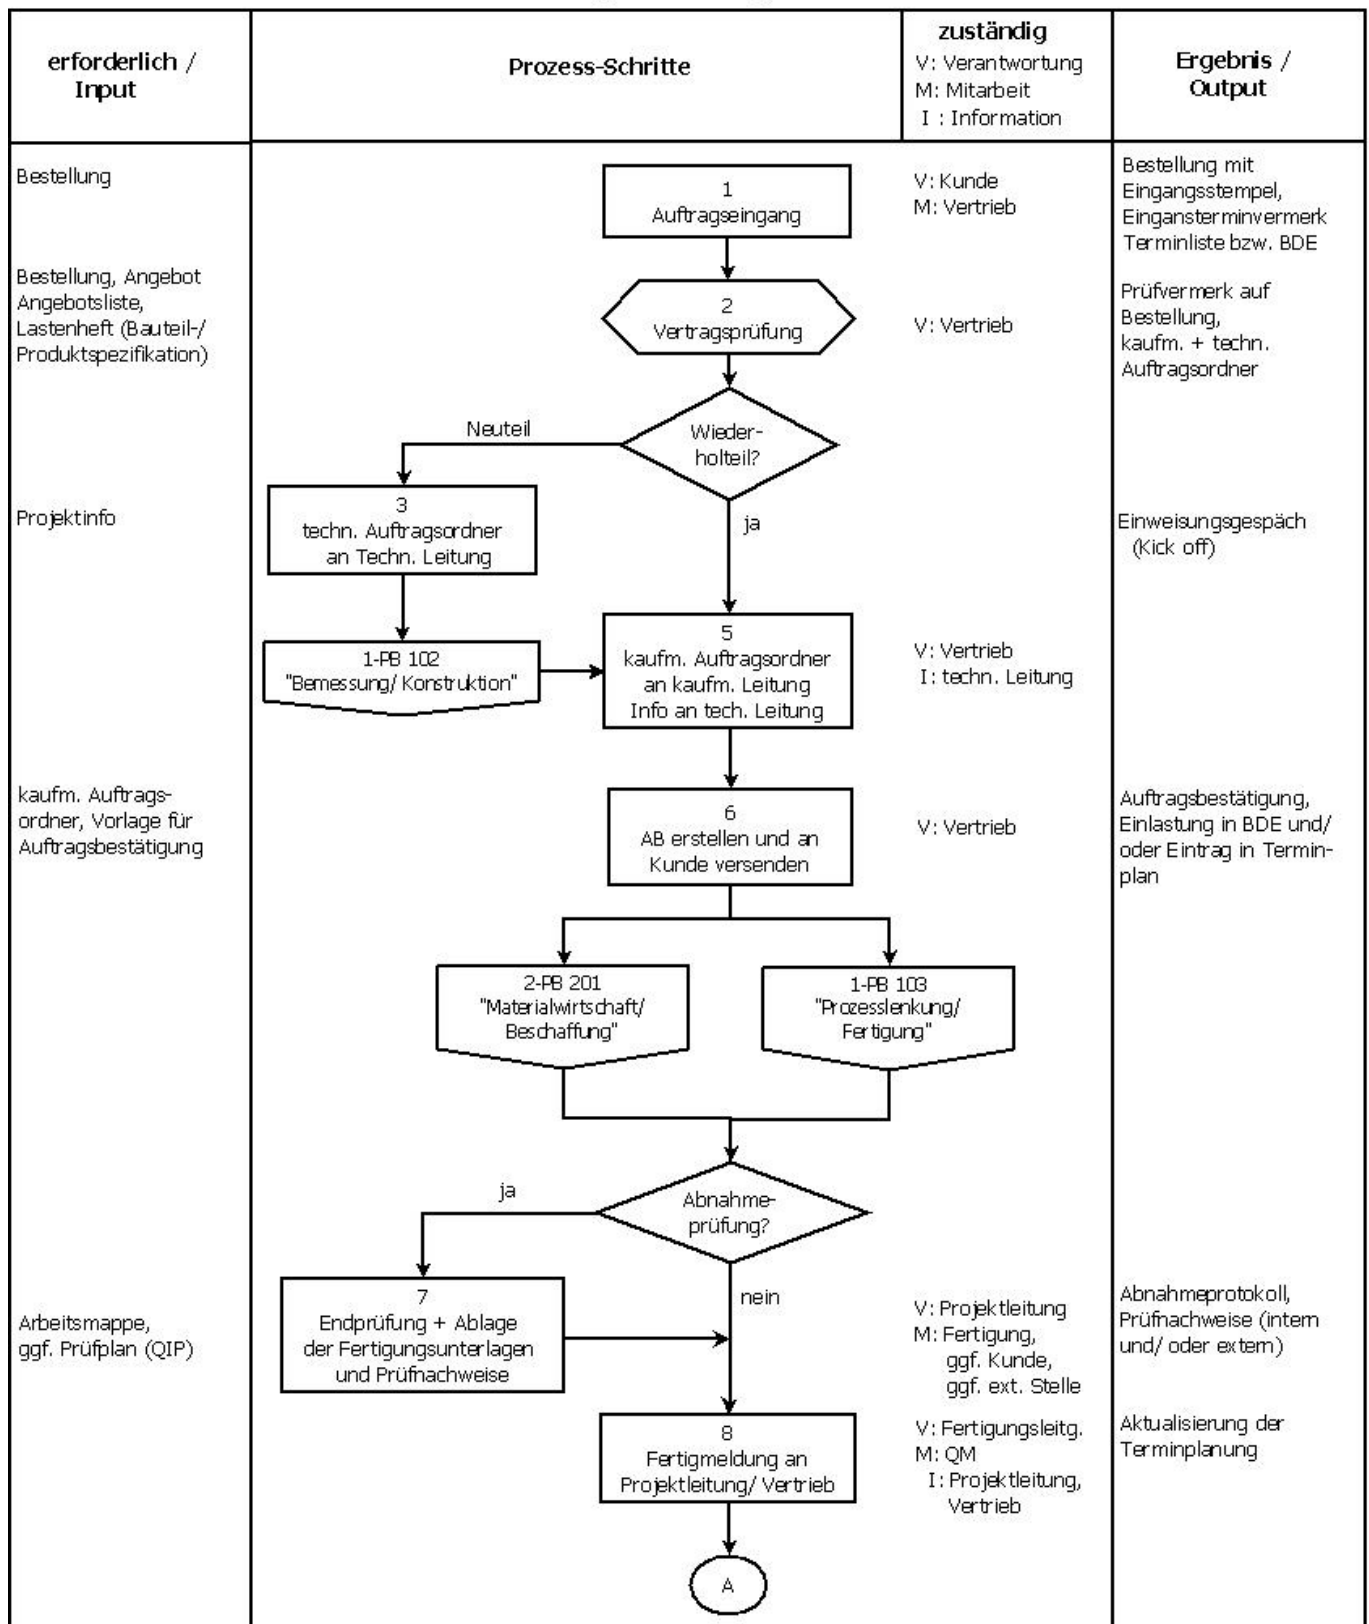 erforderlich /
Input
Prozess-Schritte
zuständig
V: Verantwortung
M: Mitarbeit
I : Information
Ergebnis /
Output
Bestellung
1
Auftragseingang
V: Kunde
M: Vertrieb
Bestellung mit
Eingangsstempel,
Eingansterminvermerk
Terminliste bzw. BDE
Bestellung, Angebot
Angebotsliste,
Lastenheft (Bauteil-/
Produktspezifikation)
2
Vertragsprüfung
V: Vertrieb
Prüfvermerk auf
Bestellung,
kaufm. + techn.
Auftragsordner
Neuteil
Wieder-
holteil?
ja
Projektinfo
3
techn. Auftragsordner
an Techn. Leitung
Einweisungsgespäch
(Kick off)
1-PB 102
"Bemessung/ Konstruktion"
5
kaufm. Auftragsordner
an kaufm. Leitung
Info an tech. Leitung
V: Vertrieb
I: techn. Leitung
kaufm. Auftrags-
ordner, Vorlage für
Auftragsbestätigung
6
AB erstellen und an
Kunde versenden
V: Vertrieb
Auftragsbestätigung,
Einlastung in BDE und/
oder Eintrag in Termin-
plan
2-PB 201
"Materialwirtschaft/
Beschaffung"
1-PB 103
"Prozesslenkung/
Fertigung"
ja
Abnahme-
prüfung?
nein
Arbeitsmappe,
ggf. Prüfplan (QIP)
7
Endprüfung + Ablage
der Fertigungsunterlagen
und Prüfnachweise
V: Projektleitung
M: Fertigung,
ggf. Kunde,
ggf. ext. Stelle
Abnahmeprotokoll,
Prüfnachweise (intern
und/ oder extern)
8
Fertigmeldung an
Projektleitung/ Vertrieb
V: Fertigungsleitg.
M: QM
I: Projektleitung,
Vertrieb
Aktualisierung der
Terminplanung
A